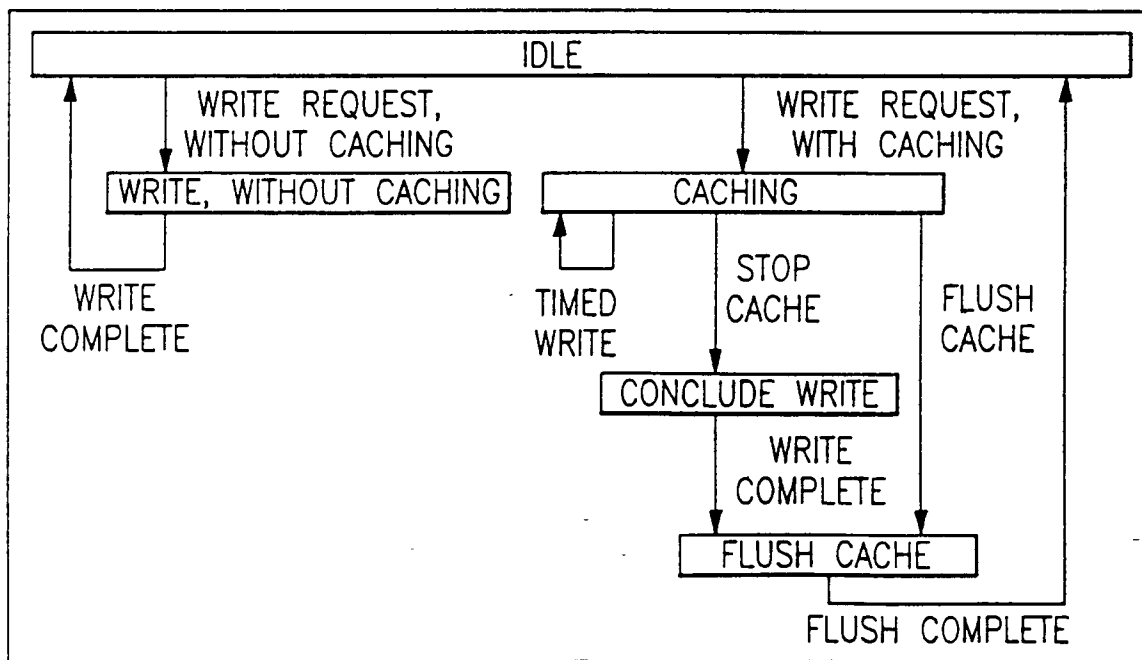 IDLE
WRITE REQUEST,
WITHOUT CACHING
WRITE REQUEST,
WITH CACHING
WRITE, WITHOUT CACHING
CACHING
WRITE
COMPLETE
TIMED
WRITE
STOP
CACHE
FLUSH
CACHE
CONCLUDE WRITE
WRITE
COMPLETE
FLUSH CACHE
FLUSH COMPLETE